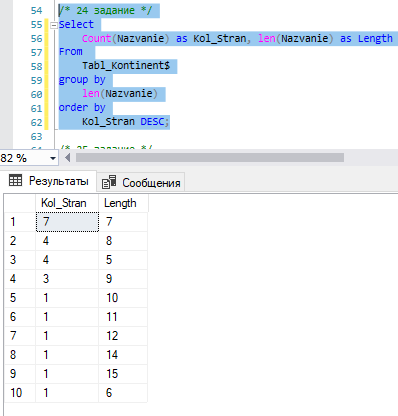 54 /* 24 задание */
55 Select
56 Count(Nazvanie) as Kol_Stran, len(Nazvanie) as Length
57 From
58 Tabl_Kontinent$
59 group by
60 len(Nazvanie)
61 order by
62 Kol_Stran DESC;
63
82 %
Результаты Сообщения
Kol_Stran Length
1 7 7
2 4 8
3 4 5
4 3 9
5 1 10
6 1 11
7 1 12
8 1 14
9 1 15
10 1 6